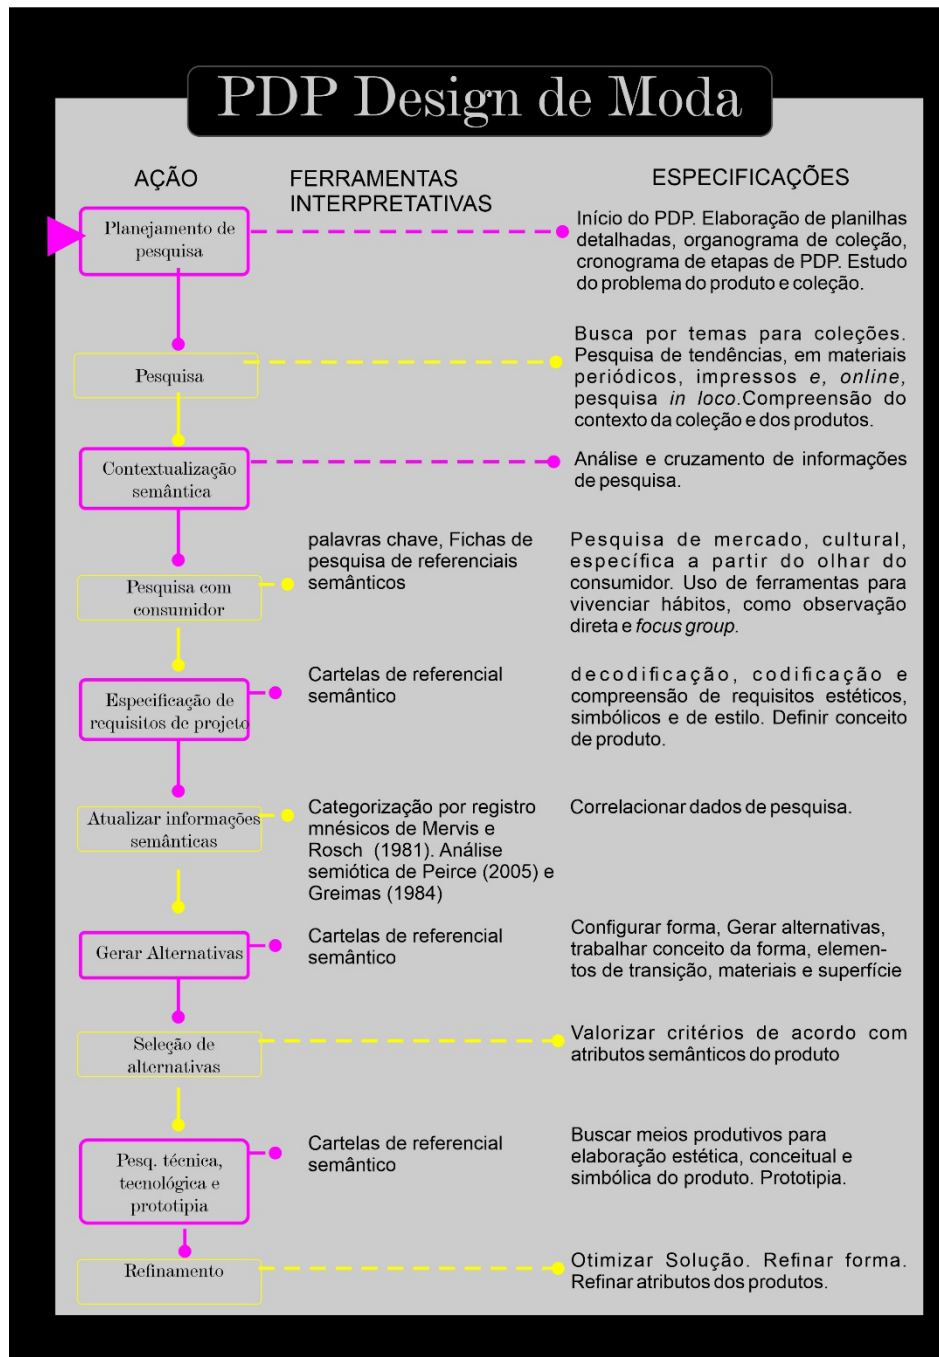 PDP Design de Moda
AÇÃO
FERRAMENTAS
INTERPRETATIVAS
ESPECIFICAÇÕES
Planejamento de
pesquisa
Início do PDP. Elaboração de planilhas
detalhadas, organograma de coleção,
cronograma de etapas de PDP. Estudo
do problema do produto e coleção.
Pesquisa
Busca por temas para coleções.
Pesquisa de tendências, em materiais
periódicos, impressos e, online,
pesquisa in loco.Compreensão do
contexto da coleção e dos produtos.
Contextualização
semântica
Análise e cruzamento de informações
de pesquisa.
Pesquisa com
consumidor
palavras chave, Fichas de
pesquisa de referenciais
semânticos
Pesquisa de mercado, cultural,
específica a partir do olhar do
consumidor. Uso de ferramentas para
vivenciar hábitos, como observação
direta e focus group.
Especificação de
requisitos de projeto
Cartelas de referencial
semântico
decodificação, codificação e
compreensão de requisitos estéticos,
simbólicos e de estilo. Definir conceito
de produto.
Atualizar informações
semânticas
Categorização por registro
mnésicos de Mervis e
Rosch (1981). Análise
semiótica de Peirce (2005) e
Greimas (1984)
Correlacionar dados de pesquisa.
Gerar Alternativas
Cartelas de referencial
semântico
Configurar forma, Gerar alternativas,
trabalhar conceito da forma, elemen-
tos de transição, materiais e superfície
Seleção de
alternativas
Valorizar critérios de acordo com
atributos semânticos do produto
Pesq. técnica,
tecnológica e
prototipia
Cartelas de referencial
semântico
Buscar meios produtivos para
elaboração estética, conceitual e
simbólica do produto. Prototipia.
Refinamento
Otimizar Solução. Refinar forma.
Refinar atributos dos produtos.